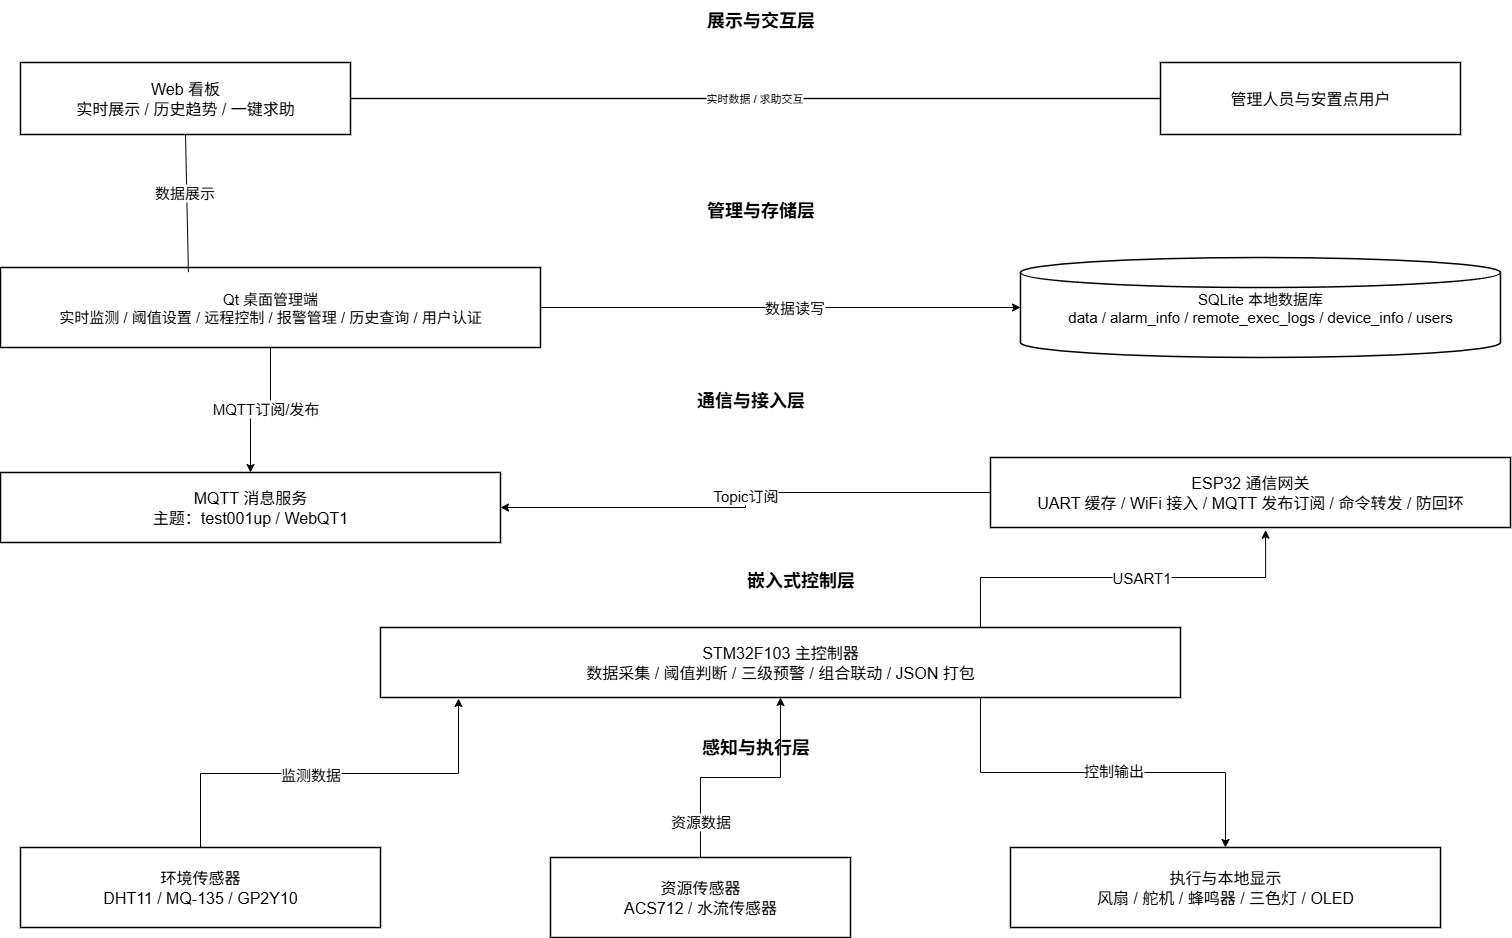 展示与交互层
Web 看板
实时展示 / 历史趋势 / 一键求助
实时数据 / 求助交互
管理人员与安置点用户
数据展示
管理与存储层
Qt 桌面管理端
实时监测 / 阈值设置 / 远程控制 / 报警管理 / 历史查询 / 用户认证
数据读写
SQLite 本地数据库
data / alarm_info / remote_exec_logs / device_info / users
通信与接入层
MQTT订阅/发布
MQTT 消息服务
主题：test001up / WebQT1
Topic订阅
ESP32 通信网关
UART 缓存 / WiFi 接入 / MQTT 发布订阅 / 命令转发 / 防回环
嵌入式控制层
USART1
STM32F103 主控制器
数据采集 / 阈值判断 / 三级预警 / 组合联动 / JSON 打包
感知与执行层
监测数据
控制输出
资源数据
环境传感器
DHT11 / MQ-135 / GP2Y10
资源传感器
ACS712 / 水流传感器
执行与本地显示
风扇 / 舵机 / 蜂鸣器 / 三色灯 / OLED